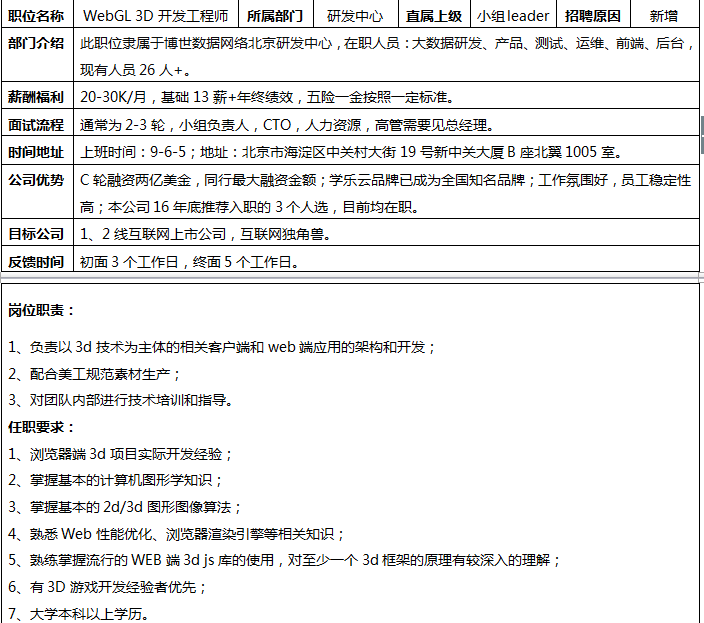 职位名称 WebGL 3D 开发工程师 所属部门 研发中心 直属上级 小组leader 招聘原因 新增
部门介绍 此职位隶属于博世数据网络北京研发中心，在职人员：大数据研发、产品、测试、运维、前端、后台，
现有人员 26 人+。
薪酬福利 20-30K/月，基础 13 薪+年终绩效，五险一金按照一定标准。
面试流程 通常为 2-3 轮，小组负责人，CTO，人力资源，高管需要见总经理。
时间地址 上班时间：9-6-5；地址：北京市海淀区中关村大街 19 号新中关大厦 B 座北翼 1005 室。
公司优势 C 轮融资两亿美金，同行最大融资金额；学乐云品牌已成为全国知名品牌；工作氛围好，员工稳定性
高；本公司 16 年底推荐入职的 3 个人选，目前均在职。
目标公司 1、2 线互联网上市公司，互联网独角兽。
反馈时间 初面 3 个工作日，终面 5 个工作日。
岗位职责：
1、负责以 3d 技术为主体的相关客户端和 web 端应用的架构和开发；
2、配合美工规范素材生产；
3、对团队内部进行技术培训和指导。
任职要求：
1、浏览器端 3d 项目实际开发经验；
2、掌握基本的计算机图形学知识；
3、掌握基本的 2d/3d 图形图像算法；
4、熟悉 Web 性能优化、浏览器渲染引擎等相关知识；
5、熟练掌握流行的 WEB 端 3d js 库的使用，对至少一个 3d 框架的原理有较深入的理解；
6、有 3D 游戏开发经验者优先；
7、大学本科以上学历。